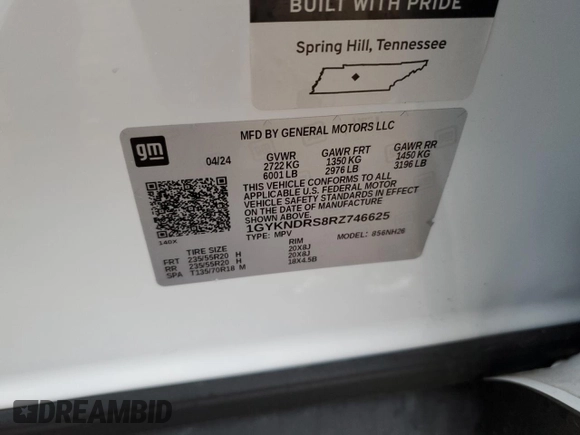 BUILT WITH PRIDE
Spring Hill, Tennessee
gm
MFD BY GENERAL MOTORS LLC
04/24
GVWR GAWR FRT GAWR RR
2722 KG 1350 KG 1450 KG
6001 LB 2976 LB 3196 LB
THIS VEHICLE CONFORMS TO ALL
APPLICABLE U.S. FEDERAL MOTOR
VEHICLE SAFETY STANDARDS IN EFFECT
ON THE DATE OF MANUFACTURE
SHOWN ABOVE.
1GYKNDRS8RZ746625
TYPE: MPV MODEL: 856NH26
140X
TIRE SIZE RIM
FRT 235/55R20 H 20X8J
RR 235/55R20 H 20X8J
SPA T135/70R18 M 18X4.5B
DREAMBID